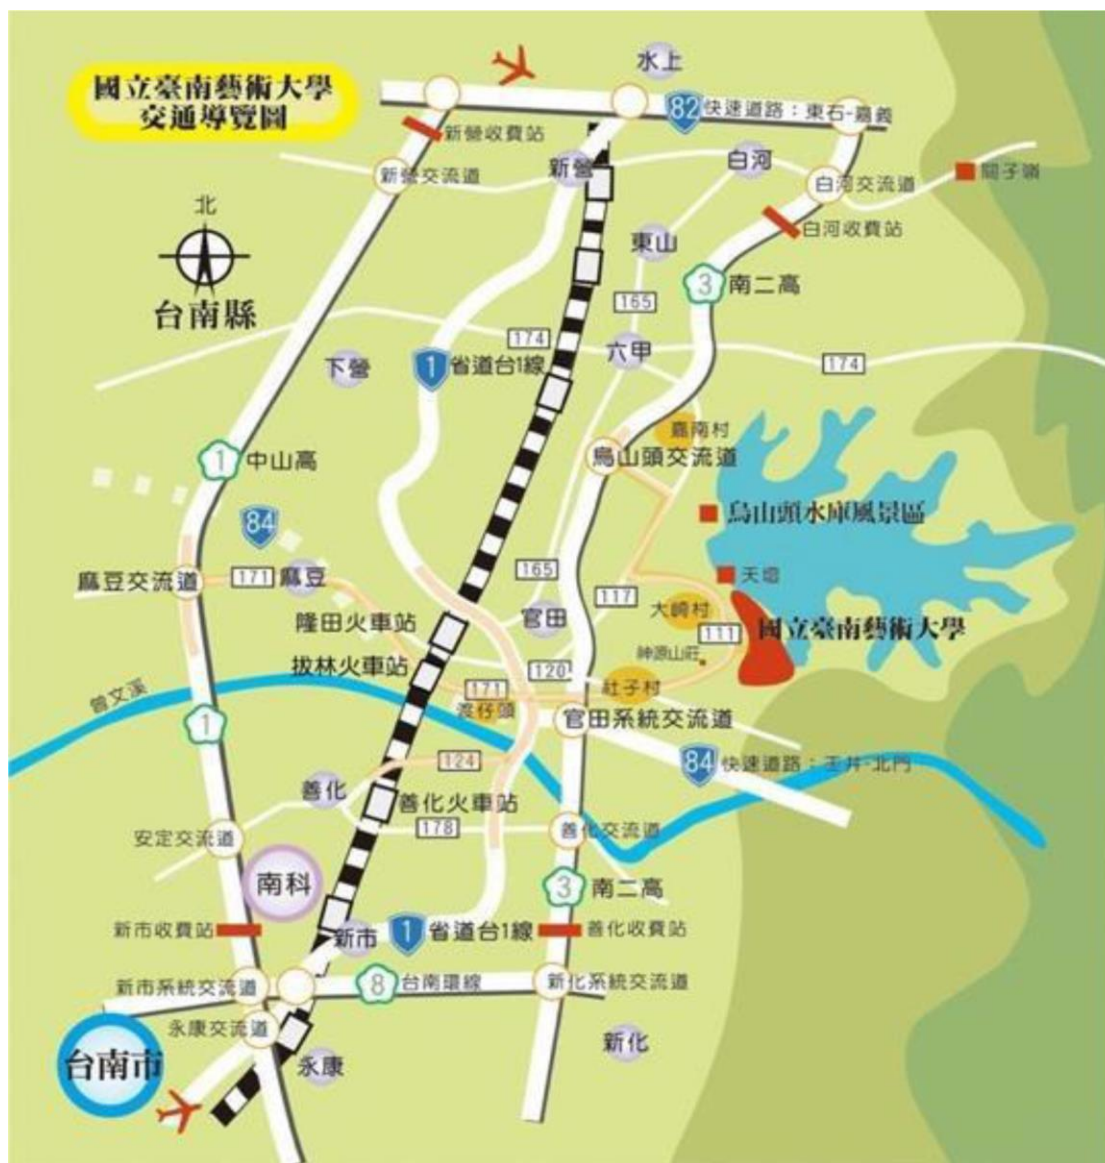 國立臺南藝術大學
交通導覽圖
水上
82
快速道路：東石-嘉義
新營收費站
新營
白河
新營交流道
白河交流道
關子嶺
北
白河收費站
東山
3
南二高
台南縣
165
174
六甲
174
下營
1
省道台1線
嘉南村
1
中山高
烏山頭交流道
84
烏山頭水庫風景區
麻豆交流道
171
麻豆
165
天壇
117
大崎村
隆田火車站
官田
111
國立臺南藝術大學
拔林火車站
120
神源山莊
曾文溪
171
社子村
渡仔頭
官田系統交流道
1
124
84
快速道路：玉井-北門
善化
善化火車站
安定交流道
178
善化交流道
南科
3
南二高
新市收費站
新市
1
省道台1線
善化收費站
新市系統交流道
8
台南環線
新化系統交流道
永康交流道
台南市
永康
新化